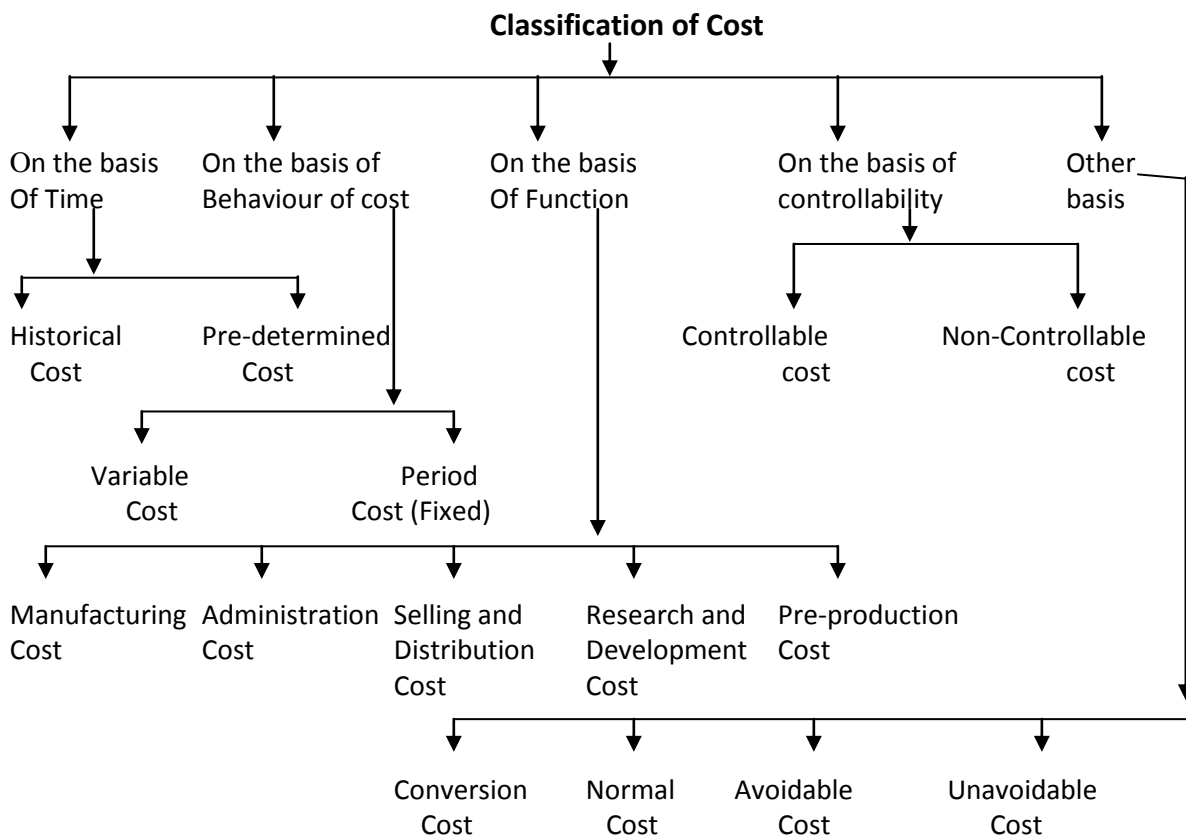 Classification of Cost
On the basis
Of Time
On the basis of
Behaviour of cost
On the basis
Of Function
On the basis of
controllability
Other
basis
Historical
Cost
Pre-determined
Cost
Controllable
cost
Non-Controllable
cost
Variable
Cost
Period
Cost (Fixed)
Manufacturing
Cost
Administration
Cost
Selling and
Distribution
Cost
Research and
Development
Cost
Pre-production
Cost
Conversion
Cost
Normal
Cost
Avoidable
Cost
Unavoidable
Cost